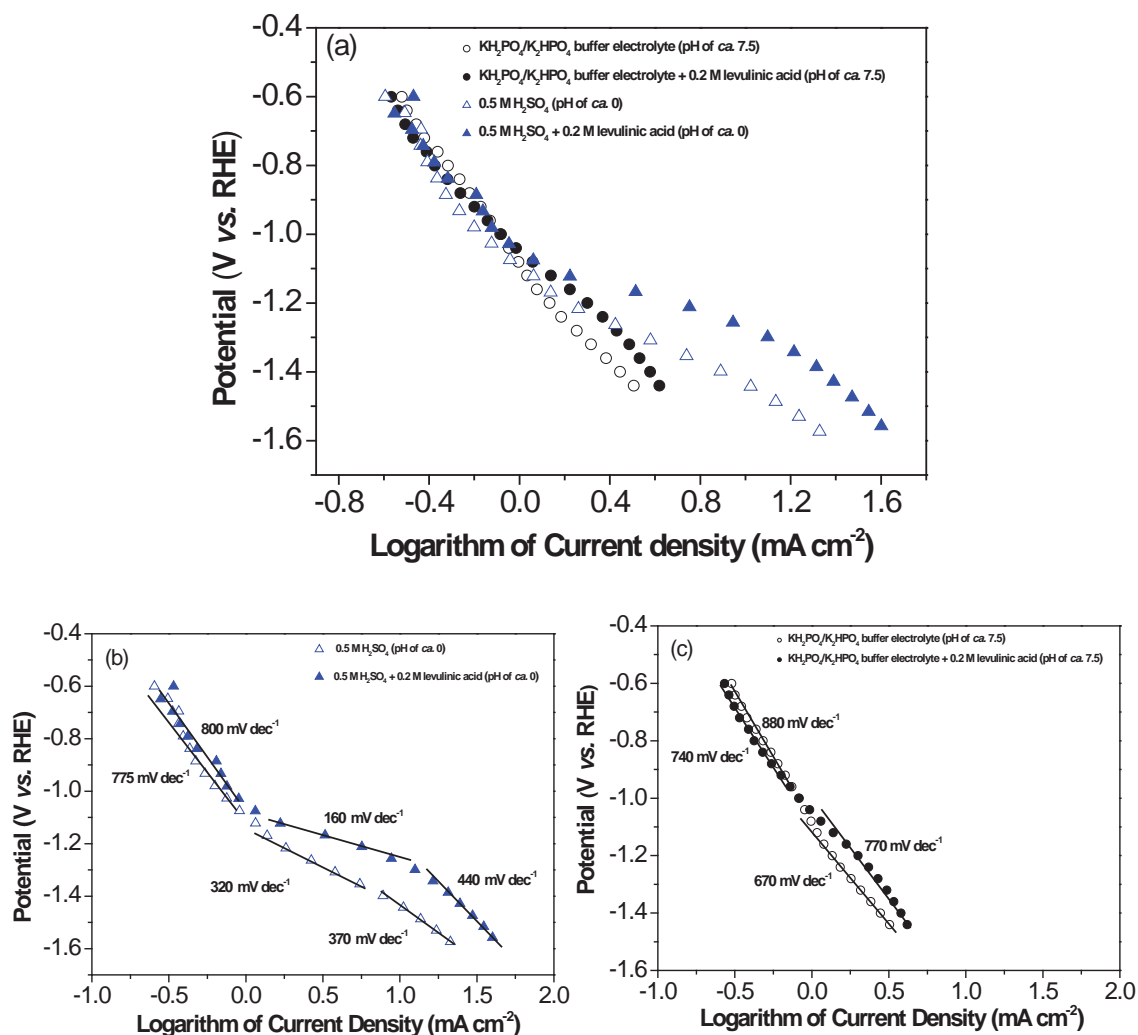 (a)
KH₂PO₄/K₂HPO₄ buffer electrolyte (pH of ca. 7.5)
KH₂PO₄/K₂HPO₄ buffer electrolyte + 0.2 M levulinic acid (pH of ca. 7.5)
0.5 M H₂SO₄ (pH of ca. 0)
0.5 M H₂SO₄ + 0.2 M levulinic acid (pH of ca. 0)
-0.4
-0.6
-0.8
-1.0
-1.2
-1.4
-1.6
Potential (V vs. RHE)
-0.8 -0.4 0.0 0.4 0.8 1.2 1.6
Logarithm of Current density (mA cm⁻²)
(b)
0.5 M H₂SO₄ (pH of ca. 0)
0.5 M H₂SO₄ + 0.2 M levulinic acid (pH of ca. 0)
-0.4
-0.6
-0.8
-1.0
-1.2
-1.4
-1.6
Potential (V vs. RHE)
800 mV dec⁻¹
775 mV dec⁻¹
160 mV dec⁻¹
320 mV dec⁻¹
440 mV dec⁻¹
370 mV dec⁻¹
-1.0 -0.5 0.0 0.5 1.0 1.5 2.0
Logarithm of Current Density (mA cm⁻²)
(c)
KH₂PO₄/K₂HPO₄ buffer electrolyte (pH of ca. 7.5)
KH₂PO₄/K₂HPO₄ buffer electrolyte + 0.2 M levulinic acid (pH of ca. 7.5)
-0.4
-0.6
-0.8
-1.0
-1.2
-1.4
-1.6
Potential (V vs. RHE)
880 mV dec⁻¹
740 mV dec⁻¹
770 mV dec⁻¹
670 mV dec⁻¹
-1.0 -0.5 0.0 0.5 1.0 1.5 2.0
Logarithm of Current Density (mA cm⁻²)